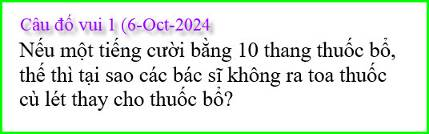 Câu đố vui 1 (6-Oct-2024
Nếu một tiếng cười bằng 10 thang thuốc bổ,
thế thì tại sao các bác sĩ không ra toa thuốc
cù lét thay cho thuốc bổ?